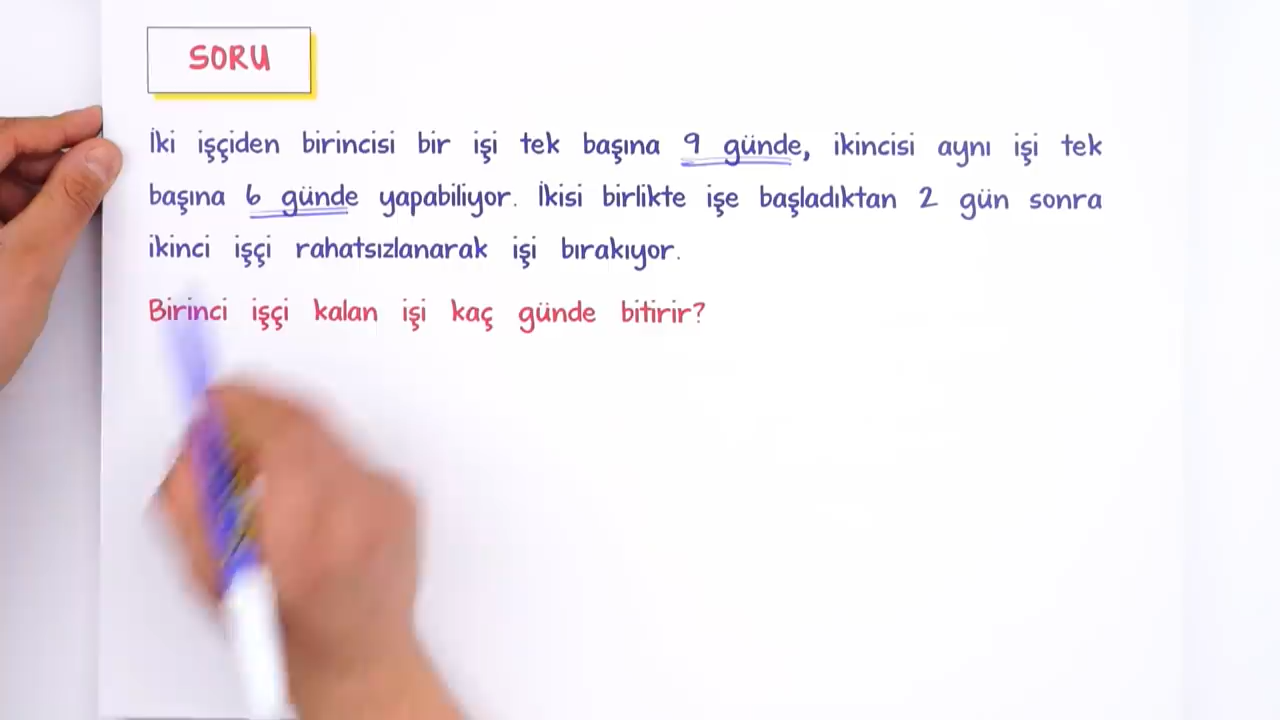 SORU
İki işçiden birincisi bir işi tek başına 9 günde, ikincisi aynı işi tek
başına 6 günde yapabiliyor. İkisi birlikte işe başladıktan 2 gün sonra
ikinci işçi rahatsızlanarak işi bırakıyor.
Birinci işçi kalan işi kaç günde bitirir?